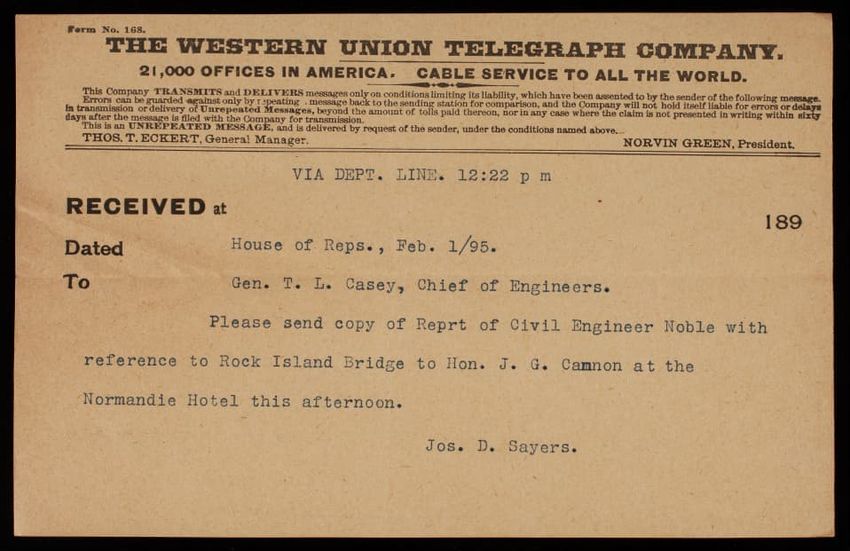 Form No. 168.
THE WESTERN UNION TELEGRAPH COMPANY.
21,000 OFFICES IN AMERICA. CABLE SERVICE TO ALL THE WORLD.
This Company TRANSMITS and DELIVERS messages only on conditions limiting its liability, which have been assented to by the sender of the following message.
Errors can be guarded against only by repeating a message back to the sending station for comparison, and the Company will not hold itself liable for errors or delays
in transmission or delivery of Unrepeated Messages, beyond the amount of tolls paid thereon, nor in any case where the claim is not presented in writing within sixty
days after the message is filed with the Company for transmission.
This is an UNREPEATED MESSAGE, and is delivered by request of the sender, under the conditions named above.
THOS. T. ECKERT, General Manager. NORVIN GREEN, President.
VIA DEPT. LINE. 12:22 p m
RECEIVED at 189
Dated House of Reps., Feb. 1/95.
To Gen. T. L. Casey, Chief of Engineers.
Please send copy of Reprt of Civil Engineer Noble with
reference to Rock Island Bridge to Hon. J. G. Cannon at the
Normandie Hotel this afternoon.
Jos. D. Sayers.